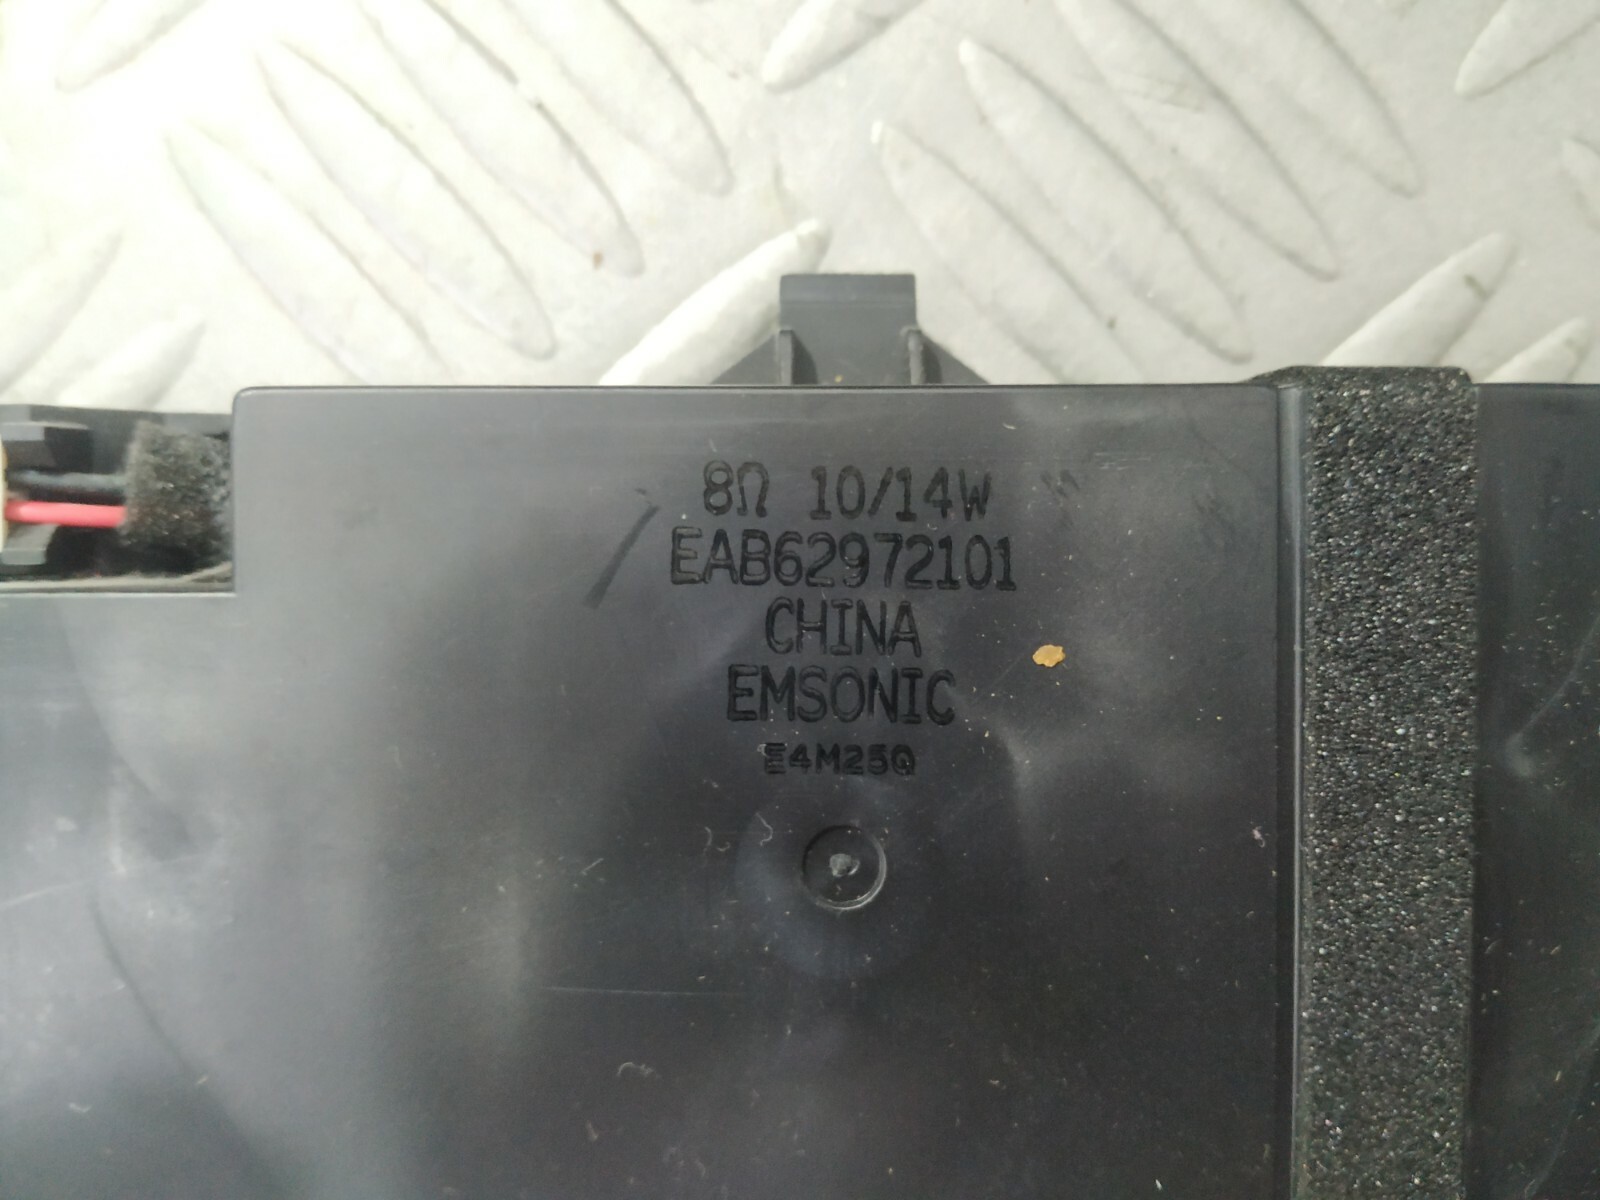 8Ω 10/14W
EAB62972101
CHINA
EMSONIC
E4M25Q